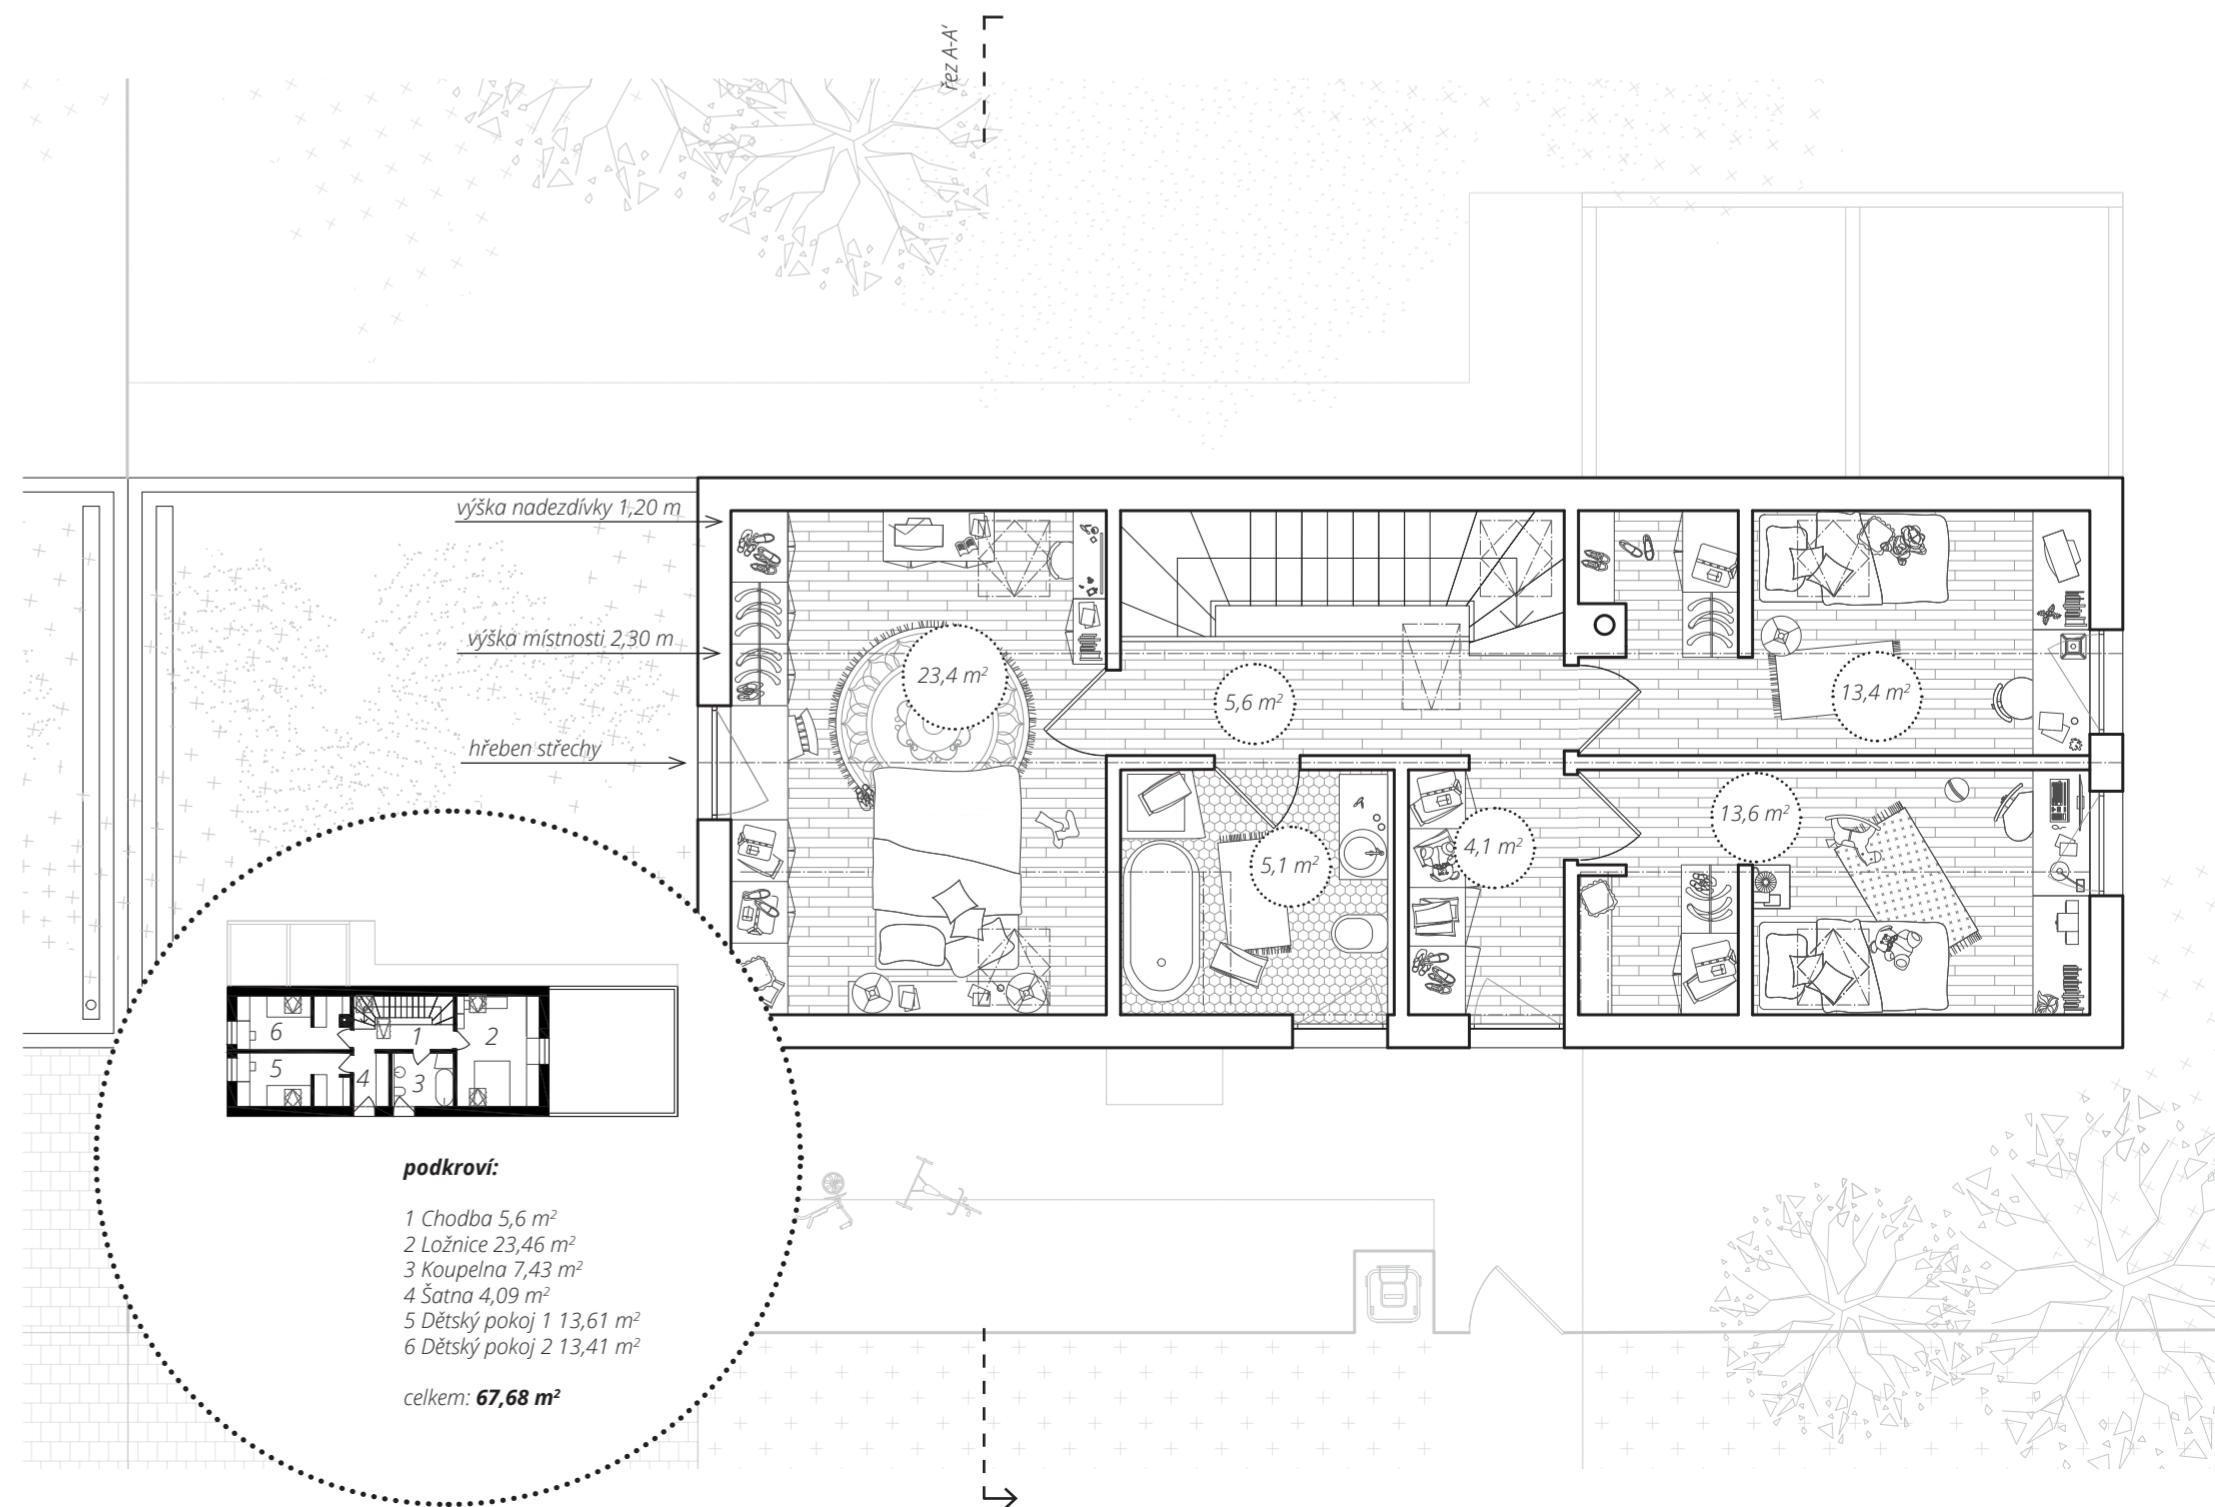 řez A-A'
výška nadezdívky 1,20 m
výška místnosti 2,30 m
hřeben střechy
23,4 m²
5,6 m²
13,4 m²
13,6 m²
4,1 m²
5,1 m²
6
1
2
5
4
3
podkroví:
1 Chodba 5,6 m²
2 Ložnice 23,46 m²
3 Koupelna 7,43 m²
4 Šatna 4,09 m²
5 Dětský pokoj 1 13,61 m²
6 Dětský pokoj 2 13,41 m²
celkem: 67,68 m²